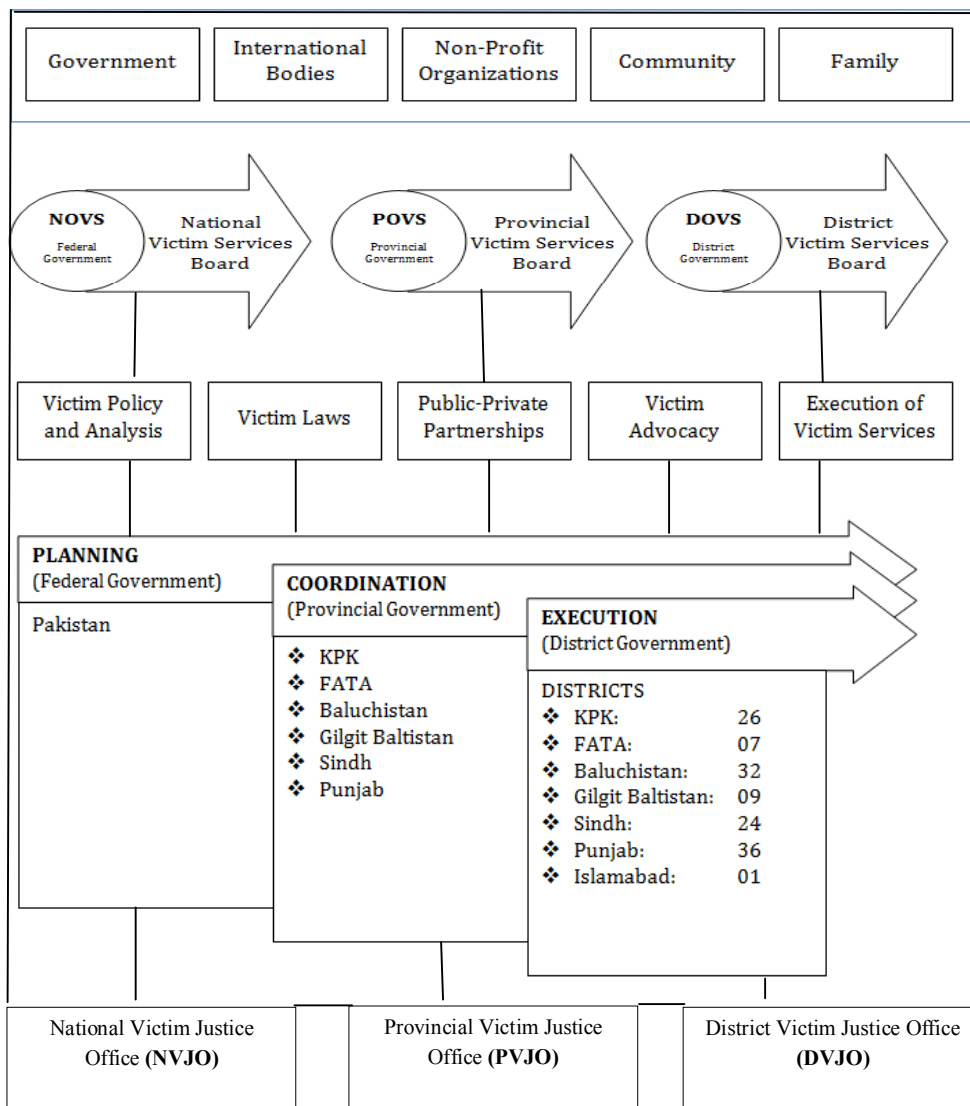 Government
International
Bodies
Non-Profit
Organizations
Community
Family
NOVS
Federal
Government
National
Victim Services
Board
POVS
Provincial
Government
Provincial
Victim Services
Board
DOVS
District
Government
District
Victim Services
Board
Victim Policy
and Analysis
Victim Laws
Public-Private
Partnerships
Victim
Advocacy
Execution of
Victim Services
PLANNING
(Federal Government)
Pakistan
COORDINATION
(Provincial Government)
❖ KPK
❖ FATA
❖ Baluchistan
❖ Gilgit Baltistan
❖ Sindh
❖ Punjab
EXECUTION
(District Government)
DISTRICTS
❖ KPK: 26
❖ FATA: 07
❖ Baluchistan: 32
❖ Gilgit Baltistan: 09
❖ Sindh: 24
❖ Punjab: 36
❖ Islamabad: 01
National Victim Justice
Office (NVJO)
Provincial Victim Justice
Office (PVJO)
District Victim Justice Office
(DVJO)